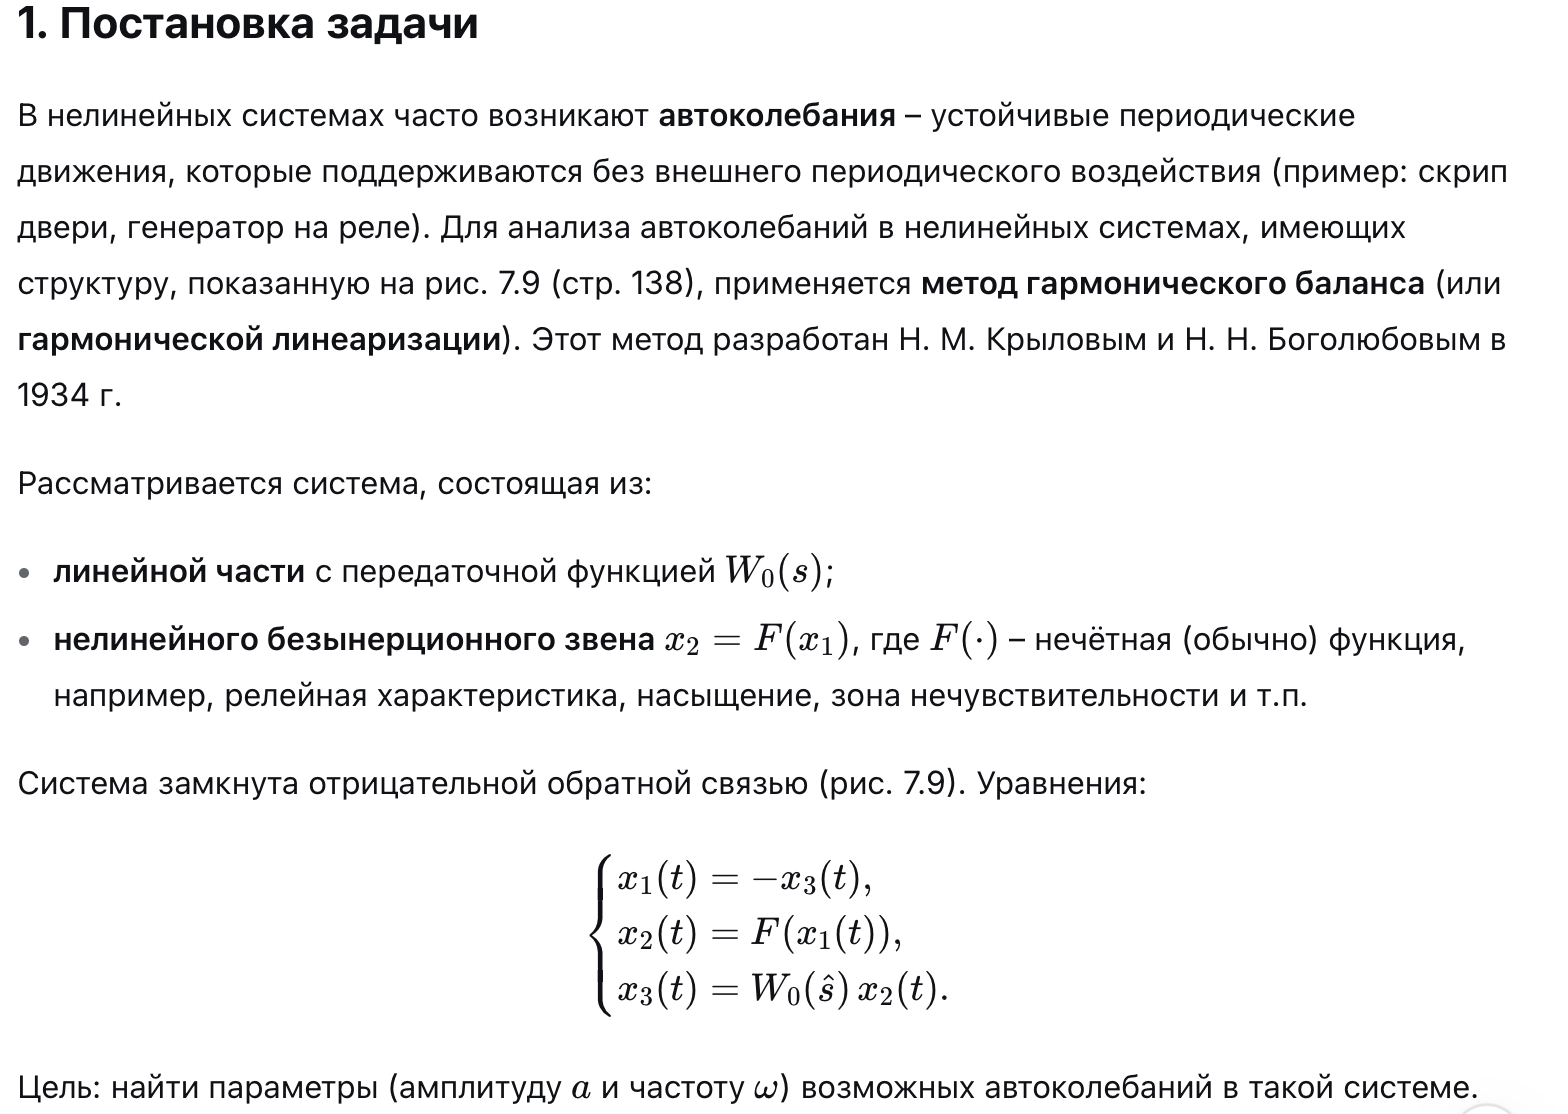 1. Постановка задачи
В нелинейных системах часто возникают автоколебания – устойчивые периодические
движения, которые поддерживаются без внешнего периодического воздействия (пример: скрип
двери, генератор на реле). Для анализа автоколебаний в нелинейных системах, имеющих
структуру, показанную на рис. 7.9 (стр. 138), применяется метод гармонического баланса (или
гармонической линеаризации). Этот метод разработан Н. М. Крыловым и Н. Н. Боголюбовым в
1934 г.
Рассматривается система, состоящая из:
• линейной части с передаточной функцией W₀(s);
• нелинейного безынерционного звена x₂ = F(x₁), где F(·) – нечётная (обычно) функция,
например, релейная характеристика, насыщение, зона нечувствительности и т.п.
Система замкнута отрицательной обратной связью (рис. 7.9). Уравнения:
x₁(t) = −x₃(t),
x₂(t) = F(x₁(t)),
x₃(t) = W₀(ŝ) x₂(t).
Цель: найти параметры (амплитуду a и частоту ω) возможных автоколебаний в такой системе.